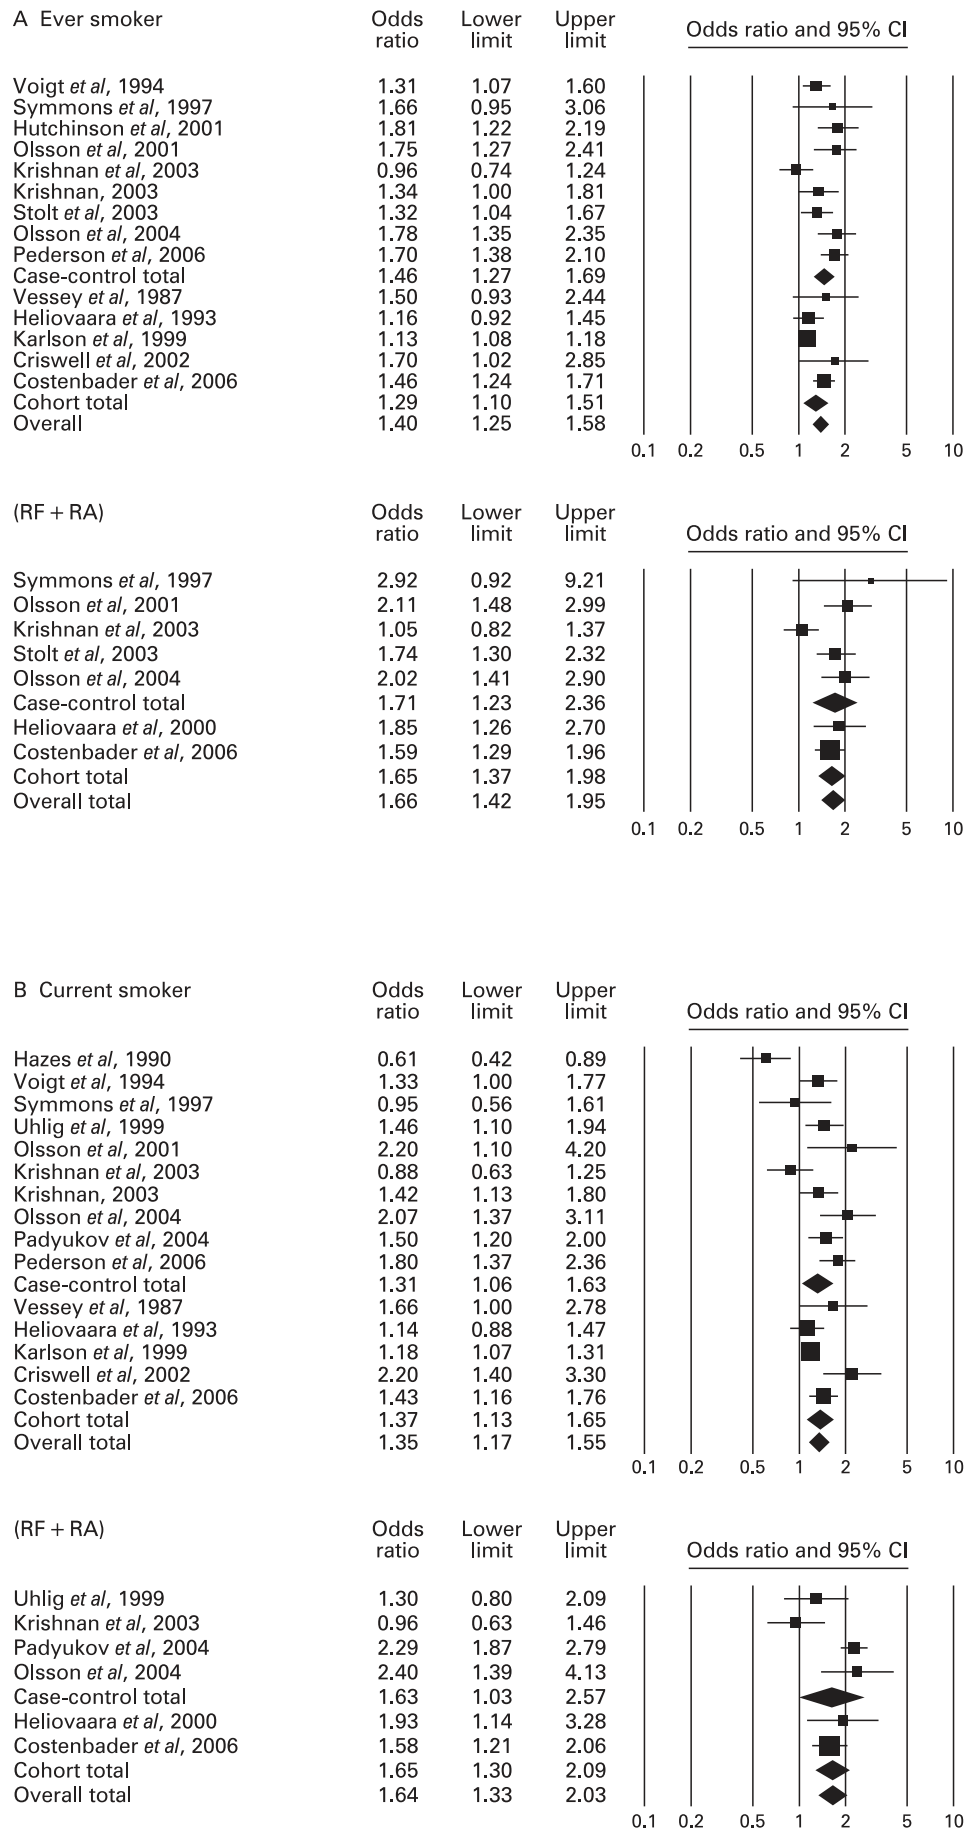 A Ever smoker Odds ratio Lower limit Upper limit Odds ratio and 95% CI
Voigt et al, 1994 1.31 1.07 1.60
Symmons et al, 1997 1.66 0.95 3.06
Hutchinson et al, 2001 1.81 1.22 2.19
Olsson et al, 2001 1.75 1.27 2.41
Krishnan et al, 2003 0.96 0.74 1.24
Krishnan, 2003 1.34 1.00 1.81
Stolt et al, 2003 1.32 1.04 1.67
Olsson et al, 2004 1.78 1.35 2.35
Pederson et al, 2006 1.70 1.38 2.10
Case-control total 1.46 1.27 1.69
Vessey et al, 1987 1.50 0.93 2.44
Heliovaara et al, 1993 1.16 0.92 1.45
Karlson et al, 1999 1.13 1.08 1.18
Criswell et al, 2002 1.70 1.02 2.85
Costenbader et al, 2006 1.46 1.24 1.71
Cohort total 1.29 1.10 1.51
Overall 1.40 1.25 1.58
0.1 0.2 0.5 1 2 5 10
(RF + RA) Odds ratio Lower limit Upper limit Odds ratio and 95% CI
Symmons et al, 1997 2.92 0.92 9.21
Olsson et al, 2001 2.11 1.48 2.99
Krishnan et al, 2003 1.05 0.82 1.37
Stolt et al, 2003 1.74 1.30 2.32
Olsson et al, 2004 2.02 1.41 2.90
Case-control total 1.71 1.23 2.36
Heliovaara et al, 2000 1.85 1.26 2.70
Costenbader et al, 2006 1.59 1.29 1.96
Cohort total 1.65 1.37 1.98
Overall total 1.66 1.42 1.95
0.1 0.2 0.5 1 2 5 10
B Current smoker Odds ratio Lower limit Upper limit Odds ratio and 95% CI
Hazes et al, 1990 0.61 0.42 0.89
Voigt et al, 1994 1.33 1.00 1.77
Symmons et al, 1997 0.95 0.56 1.61
Uhlig et al, 1999 1.46 1.10 1.94
Olsson et al, 2001 2.20 1.10 4.20
Krishnan et al, 2003 0.88 0.63 1.25
Krishnan, 2003 1.42 1.13 1.80
Olsson et al, 2004 2.07 1.37 3.11
Padyukov et al, 2004 1.50 1.20 2.00
Pederson et al, 2006 1.80 1.37 2.36
Case-control total 1.31 1.06 1.63
Vessey et al, 1987 1.66 1.00 2.78
Heliovaara et al, 1993 1.14 0.88 1.47
Karlson et al, 1999 1.18 1.07 1.31
Criswell et al, 2002 2.20 1.40 3.30
Costenbader et al, 2006 1.43 1.16 1.76
Cohort total 1.37 1.13 1.65
Overall total 1.35 1.17 1.55
0.1 0.2 0.5 1 2 5 10
(RF + RA) Odds ratio Lower limit Upper limit Odds ratio and 95% CI
Uhlig et al, 1999 1.30 0.80 2.09
Krishnan et al, 2003 0.96 0.63 1.46
Padyukov et al, 2004 2.29 1.87 2.79
Olsson et al, 2004 2.40 1.39 4.13
Case-control total 1.63 1.03 2.57
Heliovaara et al, 2000 1.93 1.14 3.28
Costenbader et al, 2006 1.58 1.21 2.06
Cohort total 1.65 1.30 2.09
Overall total 1.64 1.33 2.03
0.1 0.2 0.5 1 2 5 10